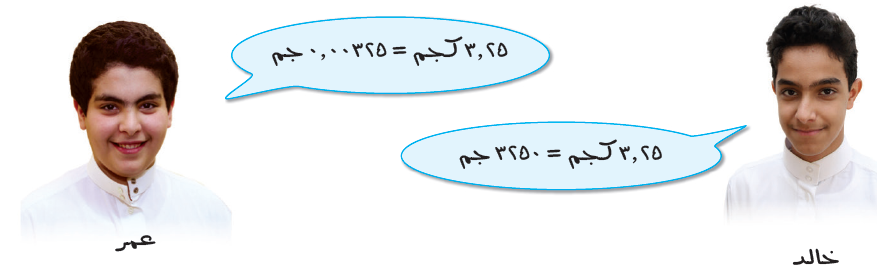 ٣,٢٥ كجم = ٠,٠٠٣٢٥ جم
٣,٢٥ كجم = ٣٢٥٠ جم
عمر
خالد